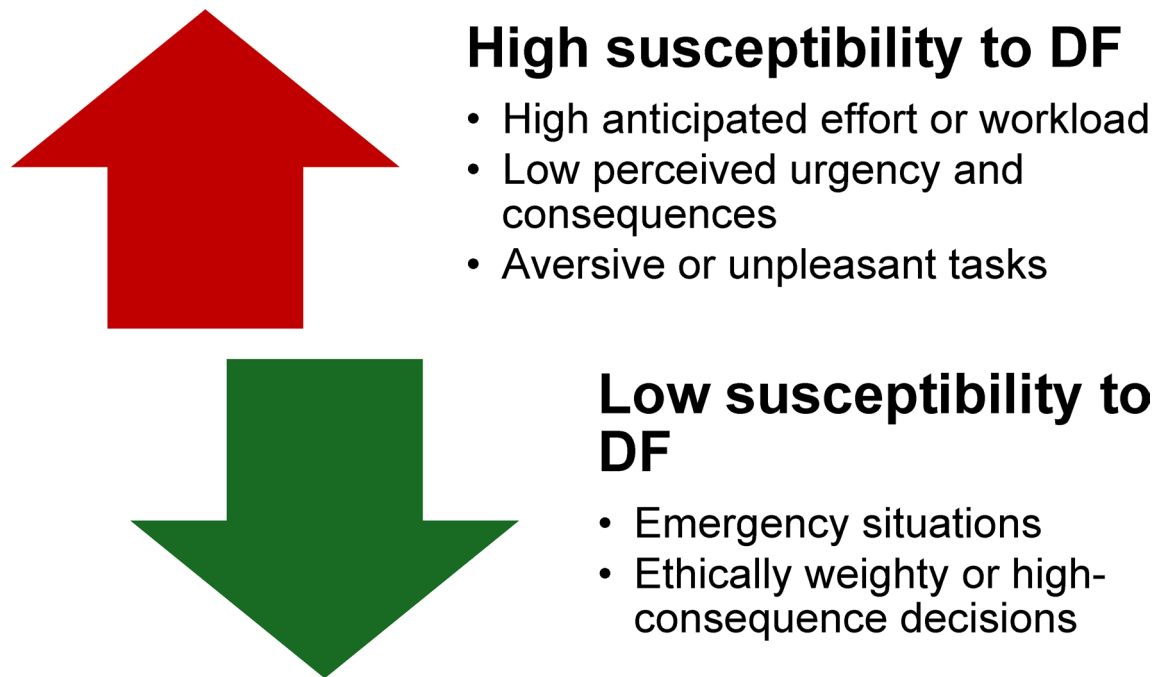 High susceptibility to DF
• High anticipated effort or workload
• Low perceived urgency and
consequences
• Aversive or unpleasant tasks
Low susceptibility to
DF
• Emergency situations
• Ethically weighty or high-
consequence decisions